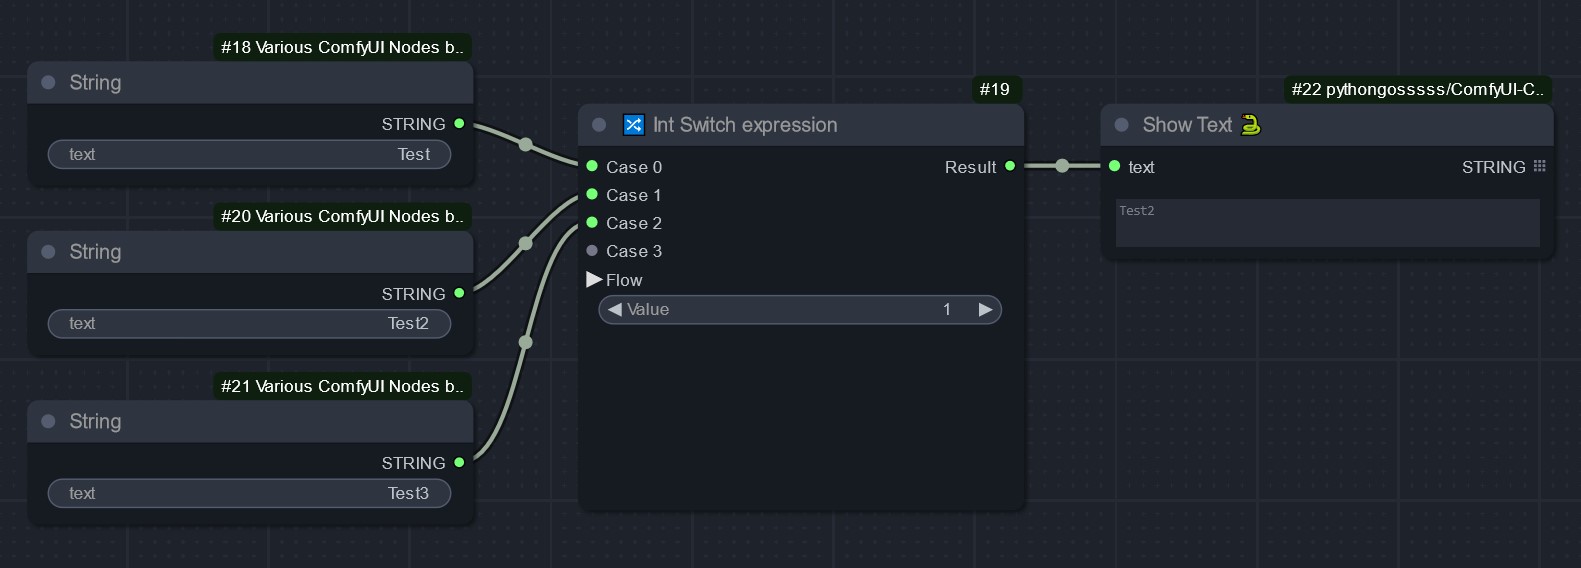 #18 Various ComfyUI Nodes b..
String
STRING
text Test
#20 Various ComfyUI Nodes b..
String
STRING
text Test2
#21 Various ComfyUI Nodes b..
String
STRING
text Test3
#19
Int Switch expression
Case 0 Result
Case 1
Case 2
Case 3
Flow
Value 1
#22 pythongosssss/ComfyUI-C..
Show Text
text STRING
Test2